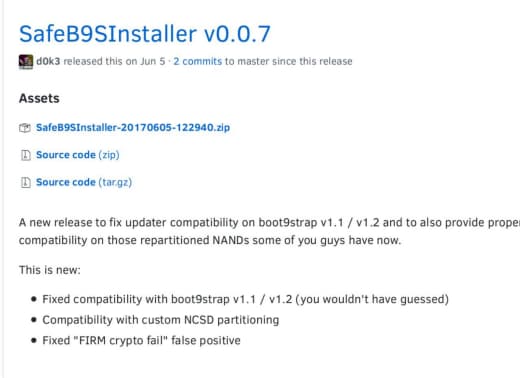 SafeB9SInstaller v0.0.7
d0k3 released this on Jun 5 · 2 commits to master since this release
Assets
SafeB9SInstaller-20170605-122940.zip
Source code (zip)
Source code (tar.gz)
A new release to fix updater compatibility on boot9strap v1.1 / v1.2 and to also provide prope
compatibility on those repartitioned NANDs some of you guys have now.
This is new:
• Fixed compatibility with boot9strap v1.1 / v1.2 (you wouldn't have guessed)
• Compatibility with custom NCSD partitioning
• Fixed "FIRM crypto fail" false positive